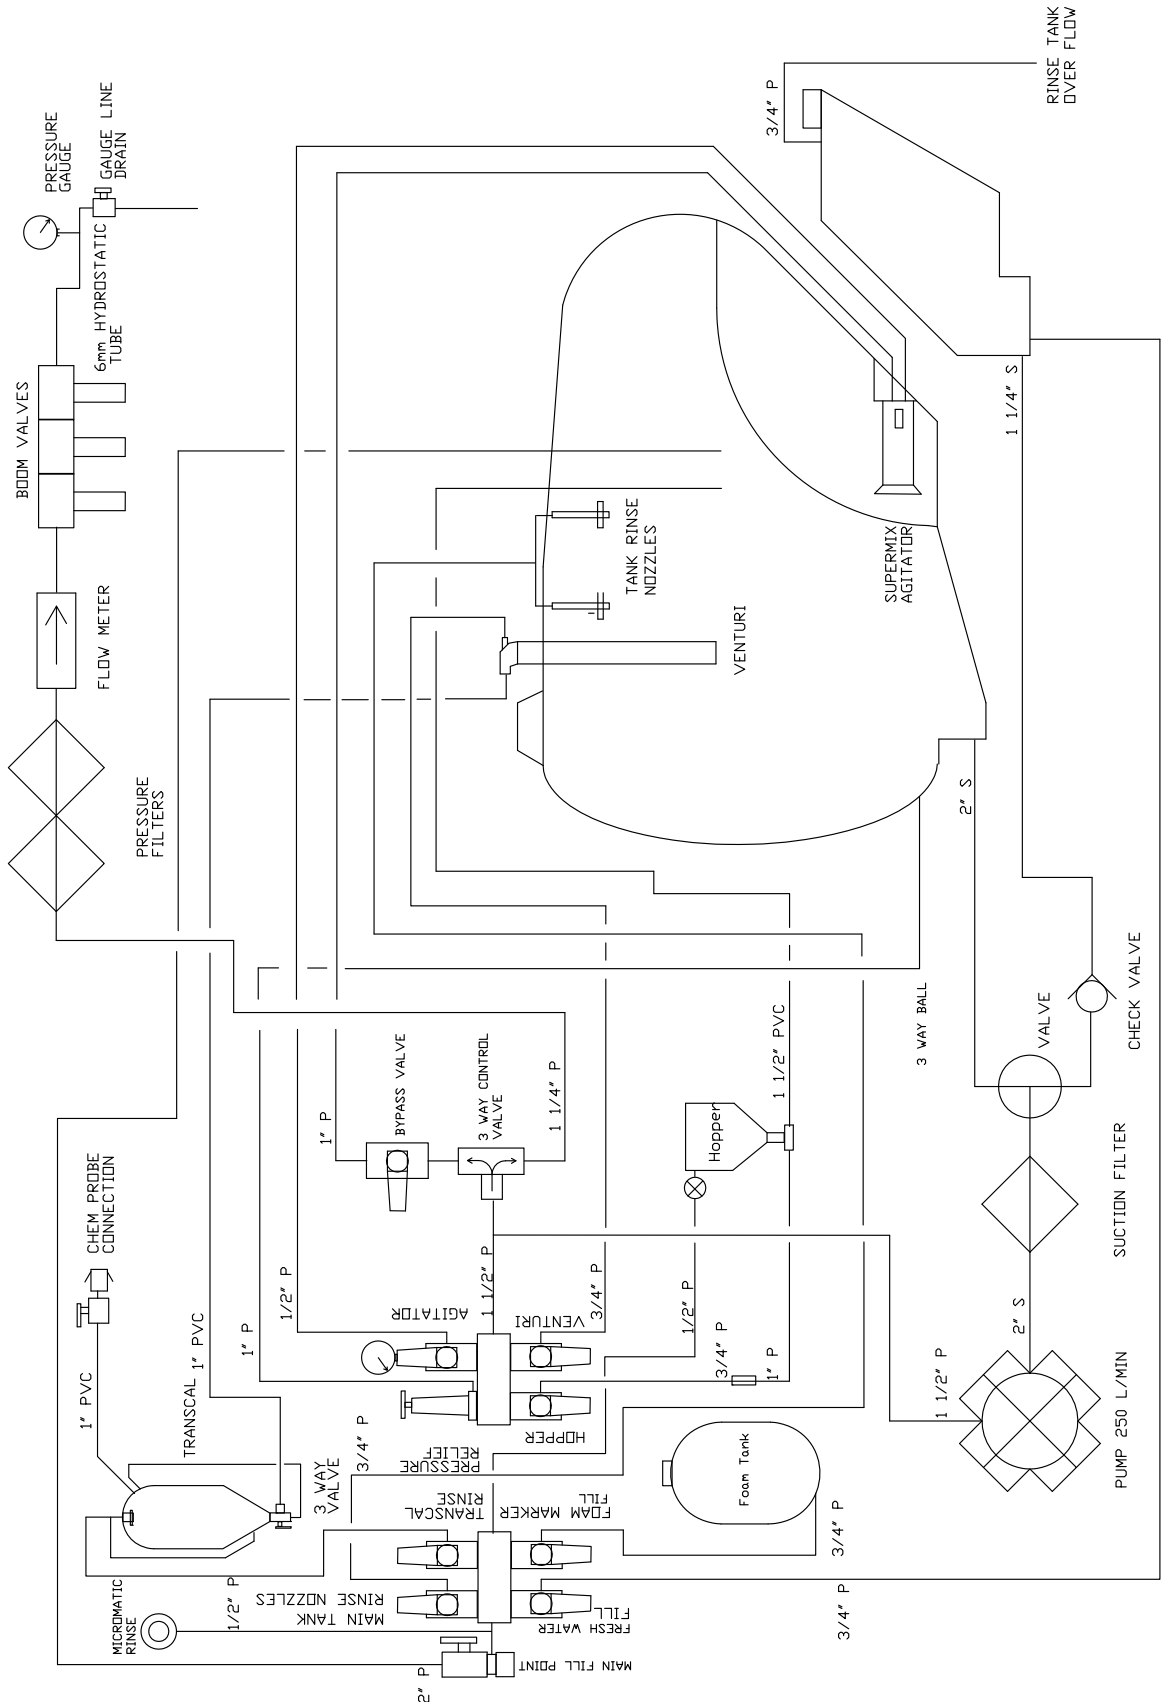 RINSE TANK
OVER FLOW
3/4" P
PRESSURE
GAUGE
GAUGE LINE
DRAIN
6mm HYDROSTATIC
TUBE
BOOM VALVES
FLOW METER
PRESSURE
FILTERS
TANK RINSE
NOZZLES
VENTURI
SUPERMIX
AGITATOR
1 1/4" S
2" S
3 WAY BALL
VALVE
CHECK VALVE
SUCTION FILTER
2" S
1 1/2" P
PUMP 250 L/MIN
1 1/2" PVC
Hopper
1 1/4" P
3 WAY CONTROL
VALVE
BYPASS VALVE
1" P
CHEM PROBE
CONNECTION
1" PVC
TRANSCAL
1" PVC
1" P
1/2" P
AGITATOR
1 1/2" P
VENTURI
3/4" P
1/2" P
3/4" P
1" P
HOPPER
PRESSURE
RELIEF
3/4" P
3 WAY
VALVE
TRANSCAL
RINSE
FOAM MARKER
FILL
Foam Tank
3/4" P
3/4" P
MICROMATIC
RINSE
1/2" P
MAIN TANK
RINSE NOZZLES
FRESH WATER
FILL
MAIN FILL POINT
2" P